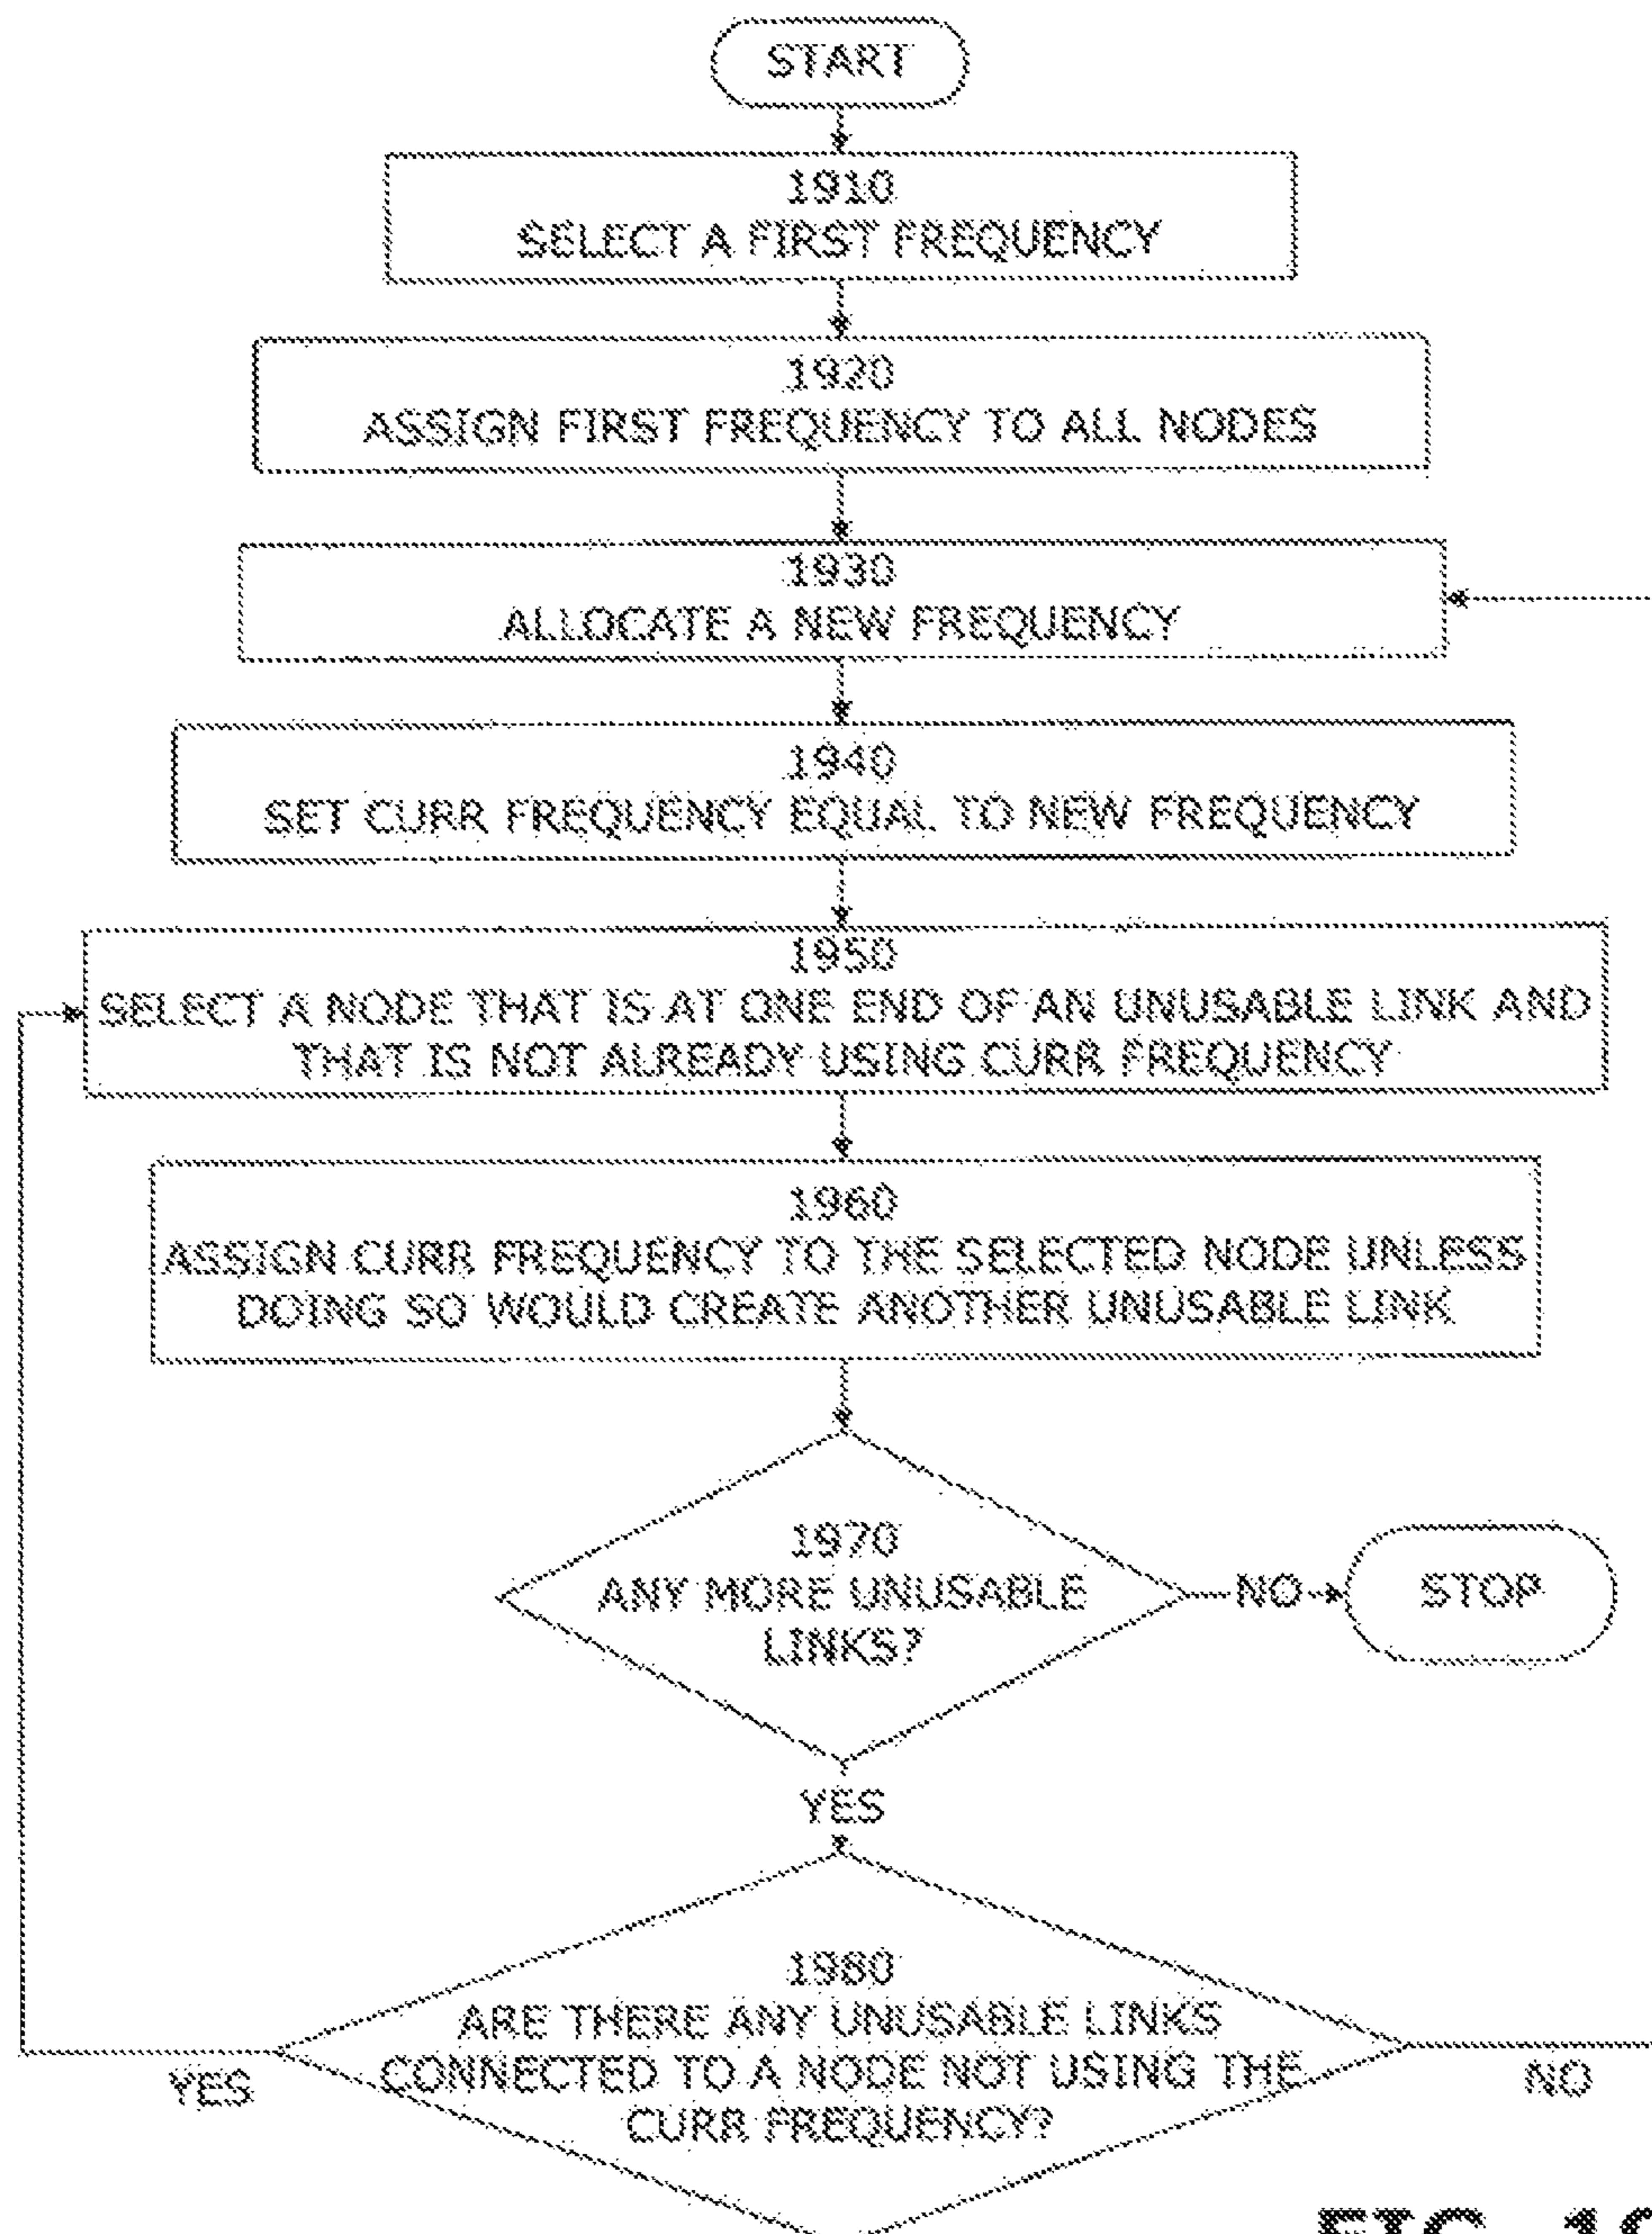 START
1910
SELECT A FIRST FREQUENCY
1920
ASSIGN FIRST FREQUENCY TO ALL NODES
1930
ALLOCATE A NEW FREQUENCY
1940
SET CURR FREQUENCY EQUAL TO NEW FREQUENCY
1950
SELECT A NODE THAT IS AT ONE END OF AN UNUSABLE LINK AND
THAT IS NOT ALREADY USING CURR FREQUENCY
1960
ASSIGN CURR FREQUENCY TO THE SELECTED NODE UNLESS
DOING SO WOULD CREATE ANOTHER UNUSABLE LINK
1970
ANY MORE UNUSABLE
LINKS?
NO
STOP
YES
1980
ARE THERE ANY UNUSABLE LINKS
CONNECTED TO A NODE NOT USING THE
CURR FREQUENCY?
YES
NO